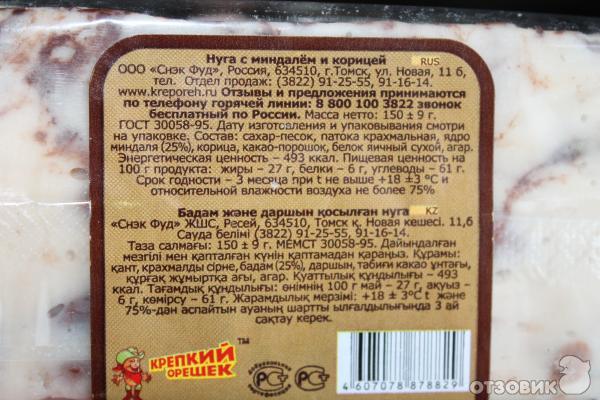 Нуга с миндалём и корицей RUS
ООО «Снэк Фуд», Россия, 634510, г.Томск, ул. Новая, 11 б,
тел. Отдел продаж: (3822) 91-25-55, 91-16-14.
www.kreporeh.ru Отзывы и предложения принимаются
по телефону горячей линии: 8 800 100 3822 звонок
бесплатный по России. Масса нетто: 150 ± 9 г.
ГОСТ 30058-95. Дату изготовления и упаковывания смотри
на упаковке. Состав: сахар-песок, патока крахмальная, ядро
миндаля (25%), корица, какао-порошок, белок яичный сухой, агар.
Энергетическая ценность – 493 ккал. Пищевая ценность на
100 г продукта: жиры – 27 г, белки – 6 г, углеводы – 61 г.
Срок годности – 3 месяца при t не выше +18 ±3 °С и
относительной влажности воздуха не более 75%
Бадам және даршын қосылған нуга KZ
«Снэк Фуд» ЖШС, Ресей, 634510, Томск қ. Новая көшесі. 11,б
Сауда бөлімі (3822) 91-25-55, 91-16-14.
Таза салмағы: 150 ± 9 г. МЕМСТ 30058-95. Дайындалған
мезгілі мен қапталған күнін қаптамадан қараңыз. Құрамы:
қант, крахмалды сірне, бадам (25%), даршын, табиғи какао ұнтағы,
құрғақ жұмыртқа ағы, агар. Қуаттылық құндылығы – 493
ккал. Тағамдық құндылығы: өнімнің 100 г май – 27 г, ақуыз –
6 г, көмірсу – 61 г. Жарамдылық мерзімі: +18 ± 3°С t және
75%-дан аспайтын ауаның шартты ылғалдылығында 3 ай
сақтау керек.
КРЕПКИЙ ОРЕШЕК ™
добровольная сертификация
РСТ РСТ
4 607078 878829
ОТЗОВИК